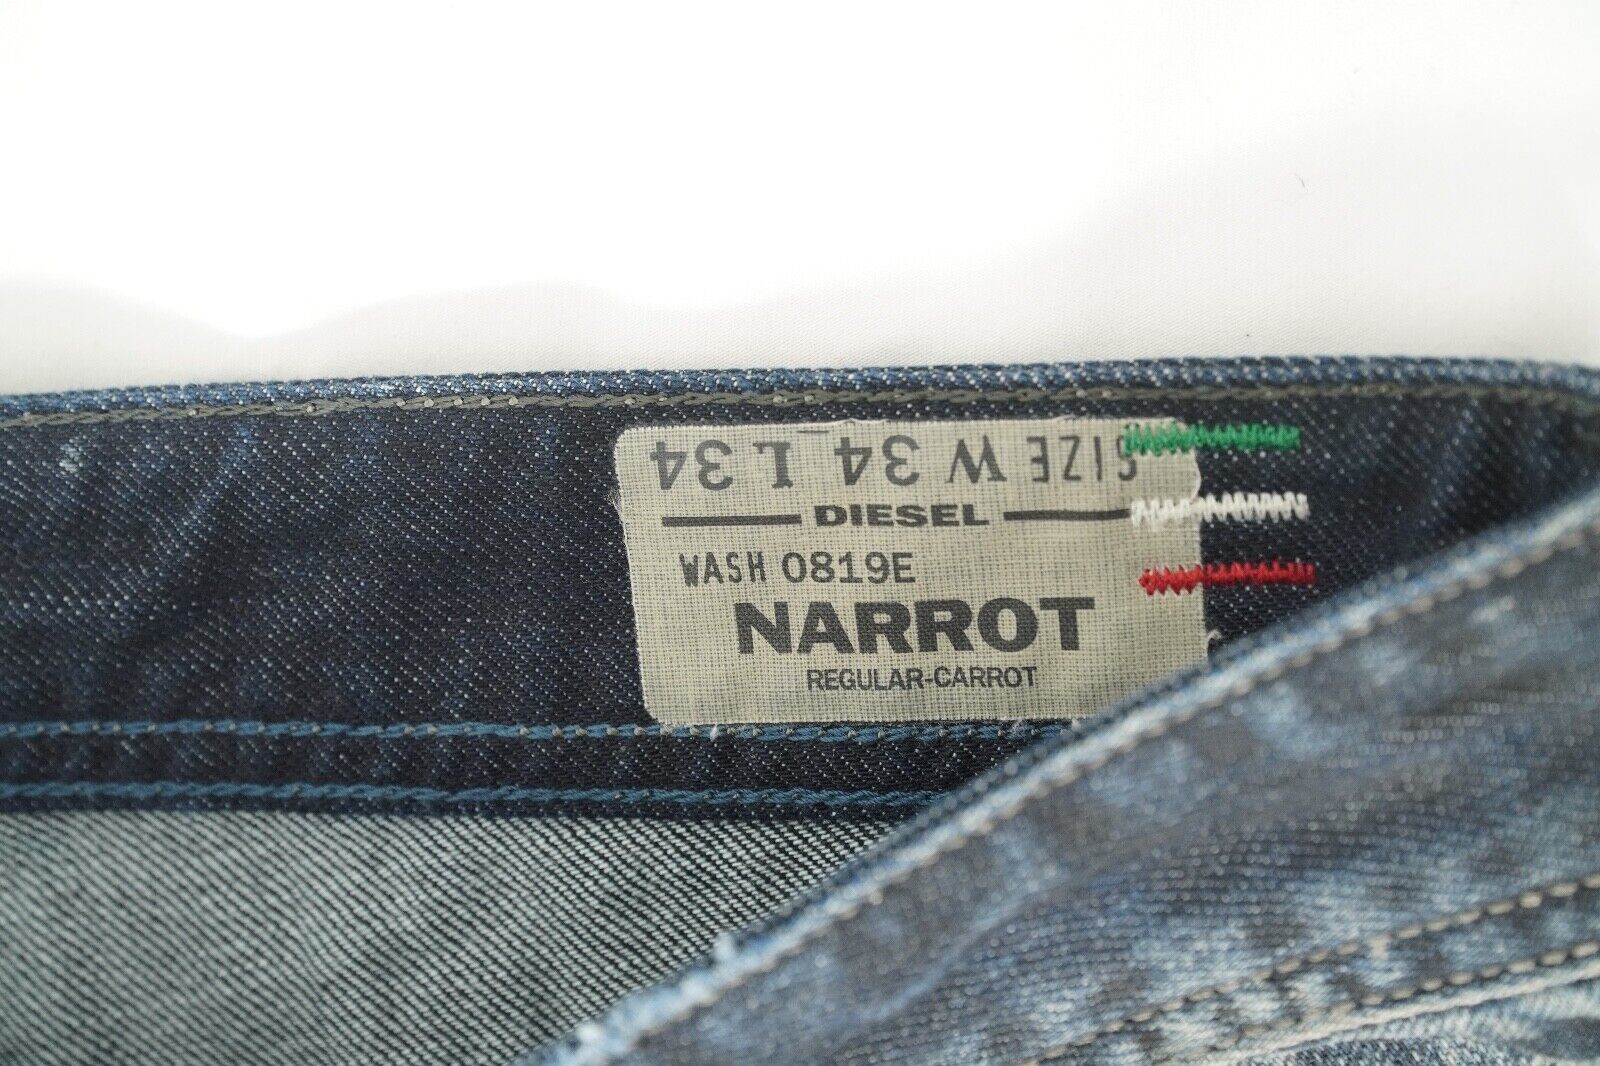 SIZE W 34 L 34
DIESEL
WASH 0819E
NARROT
REGULAR-CARROT